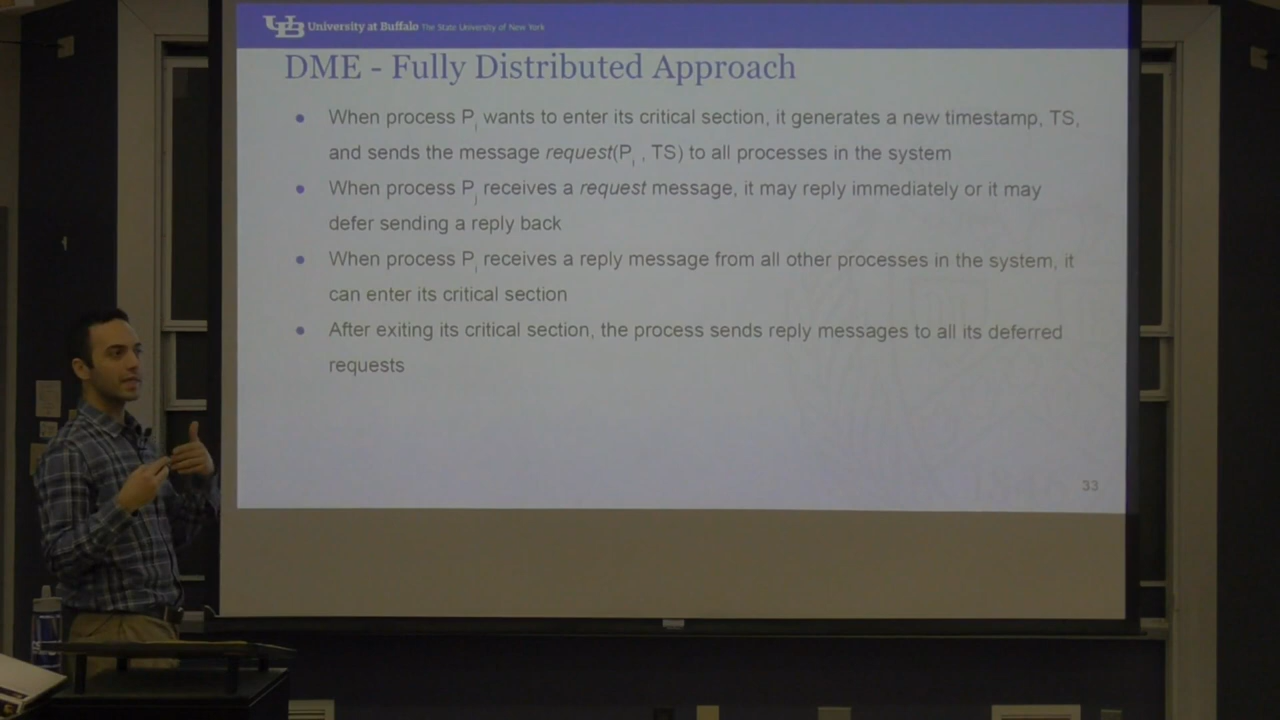 University at Buffalo The State University of New York
DME - Fully Distributed Approach
• When process Pi wants to enter its critical section, it generates a new timestamp, TS,
and sends the message request(Pi , TS) to all processes in the system
• When process Pj receives a request message, it may reply immediately or it may
defer sending a reply back
• When process Pi receives a reply message from all other processes in the system, it
can enter its critical section
• After exiting its critical section, the process sends reply messages to all its deferred
requests
33